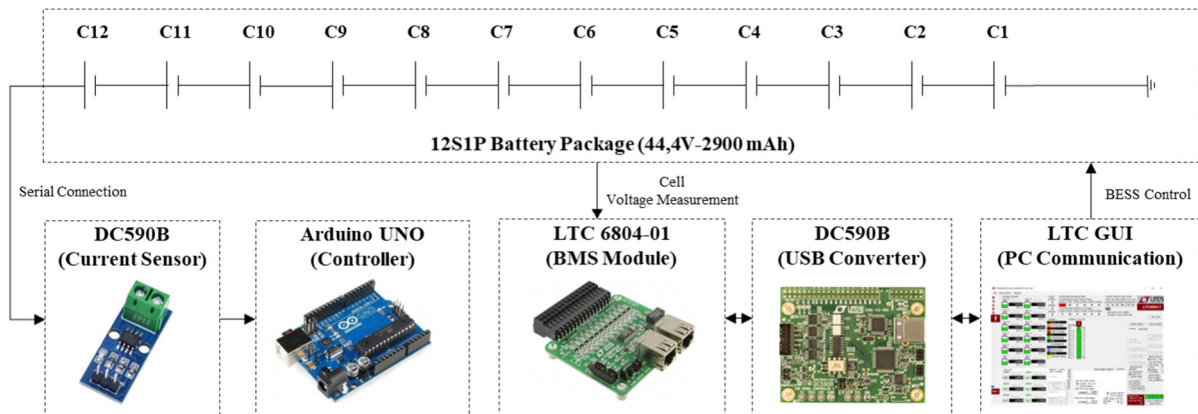 C12 C11 C10 C9 C8 C7 C6 C5 C4 C3 C2 C1
12S1P Battery Package (44,4V-2900 mAh)
Serial Connection
Cell
Voltage Measurement
BESS Control
DC590B
(Current Sensor)
Arduino UNO
(Controller)
LTC 6804-01
(BMS Module)
DC590B
(USB Converter)
LTC GUI
(PC Communication)
ARDUINO
UNO